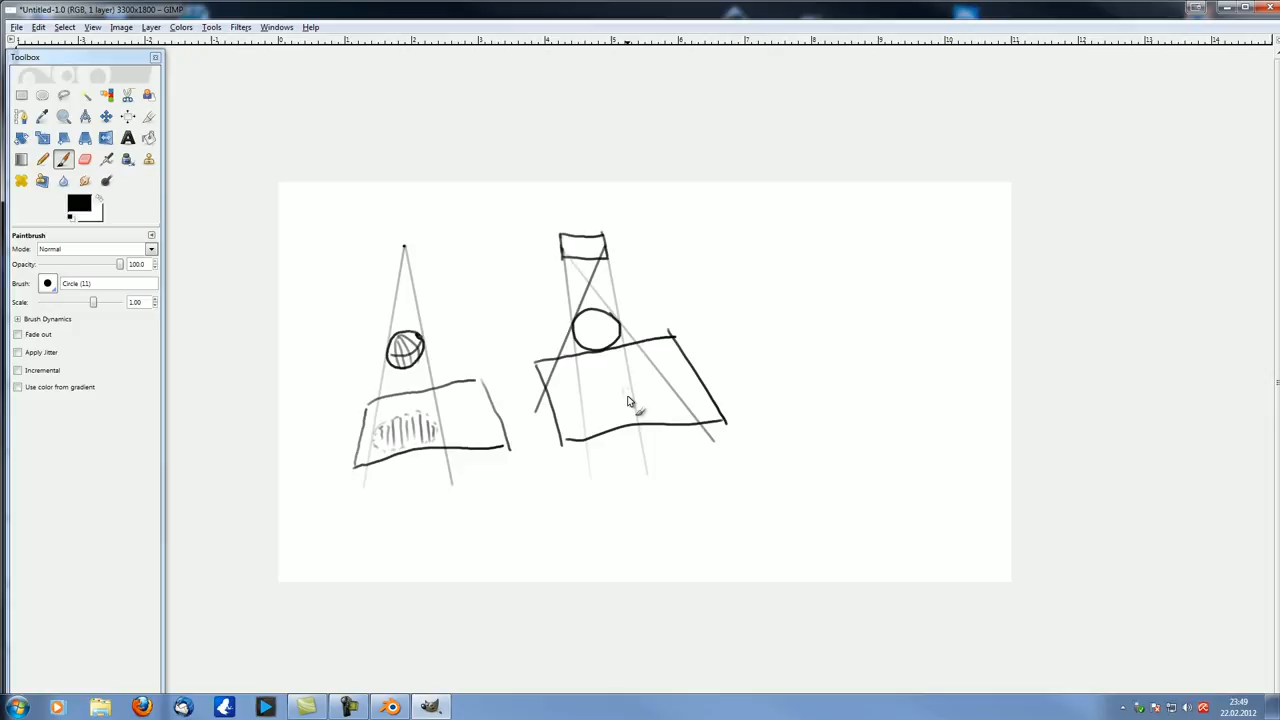 *Untitled-1.0 (RGB, 1 layer) 3300x1800 – GIMP
File Edit Select View Image Layer Colors Tools Filters Windows Help
Toolbox
Paintbrush
Mode: Normal
Opacity: 100.0
Brush: Circle (11)
Scale: 1.00
Brush Dynamics
Fade out
Apply Jitter
Incremental
Use color from gradient
23:49
22.02.2012